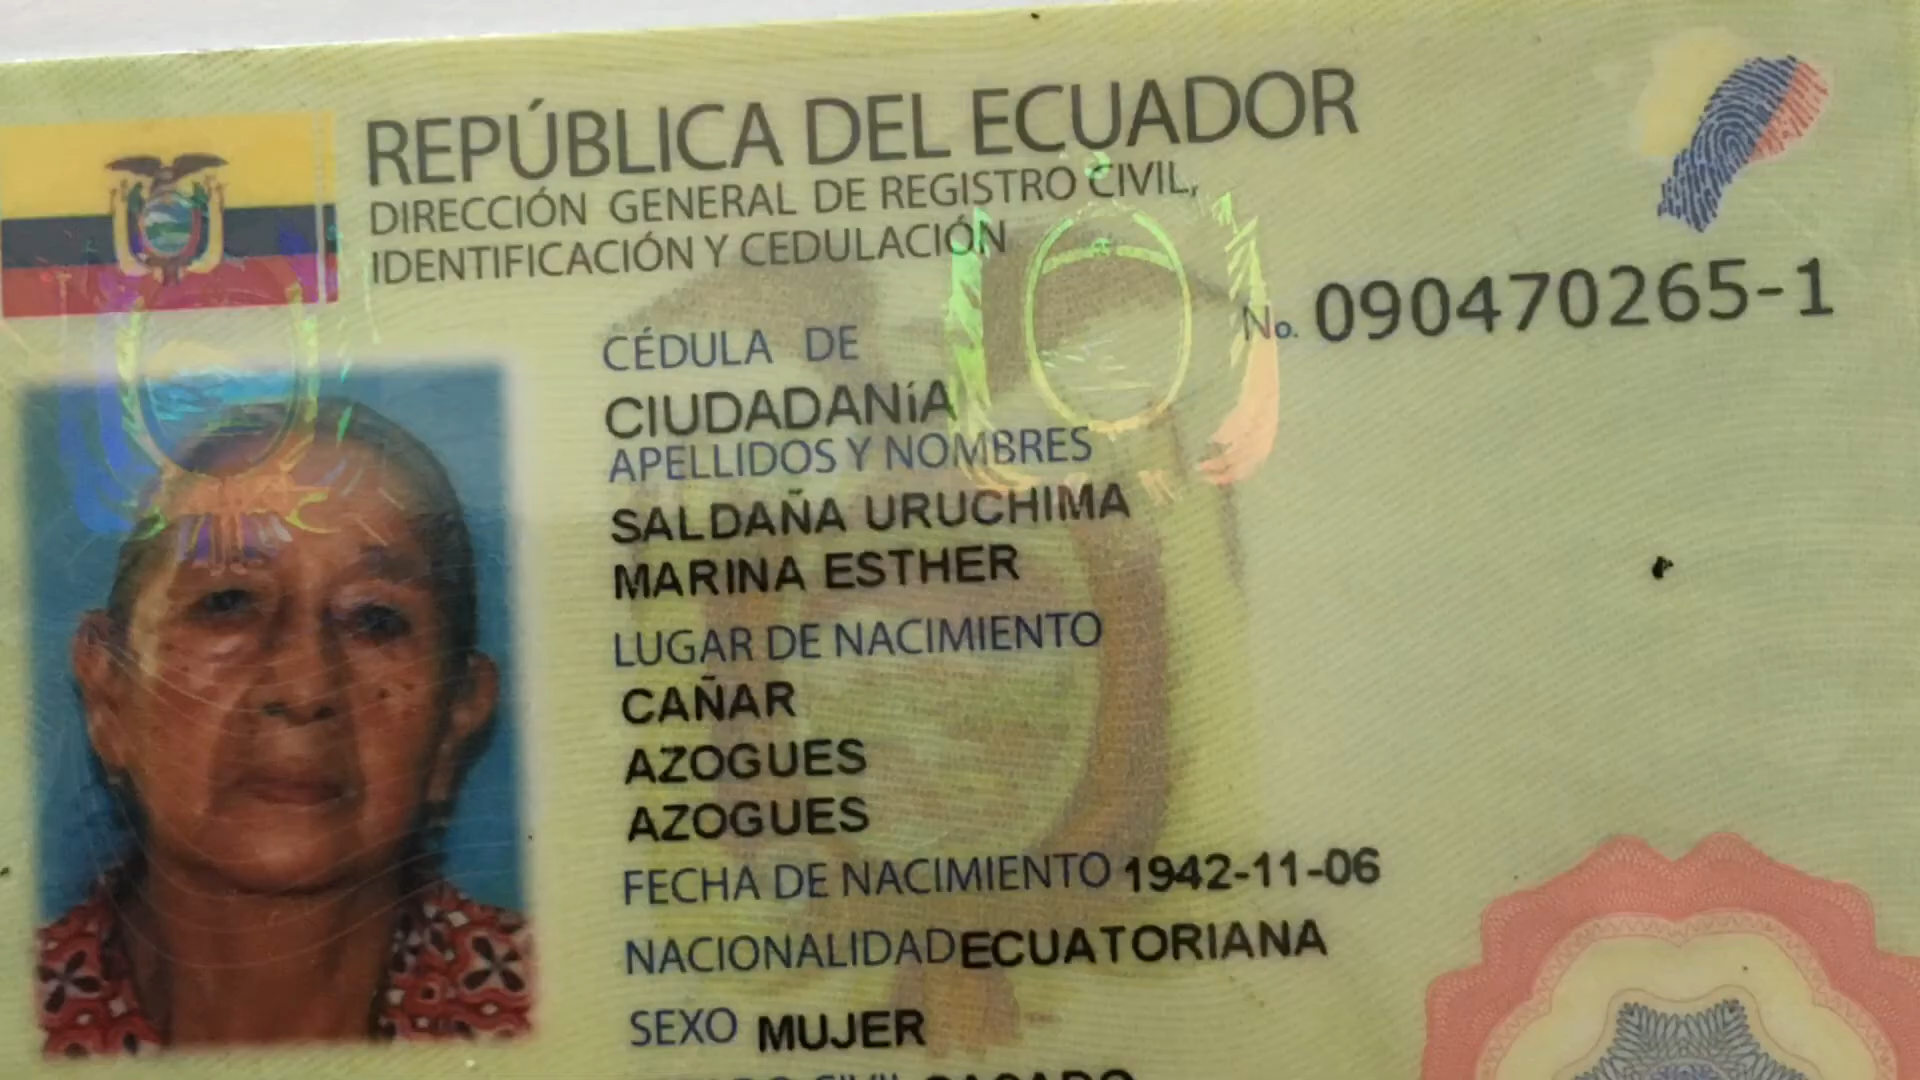 REPÚBLICA DEL ECUADOR
DIRECCIÓN GENERAL DE REGISTRO CIVIL,
IDENTIFICACIÓN Y CEDULACIÓN
No. 090470265-1
CÉDULA DE
CIUDADANíA
APELLIDOS Y NOMBRES
SALDAÑA URUCHIMA
MARINA ESTHER
LUGAR DE NACIMIENTO
CAÑAR
AZOGUES
AZOGUES
FECHA DE NACIMIENTO 1942-11-06
NACIONALIDAD ECUATORIANA
SEXO MUJER